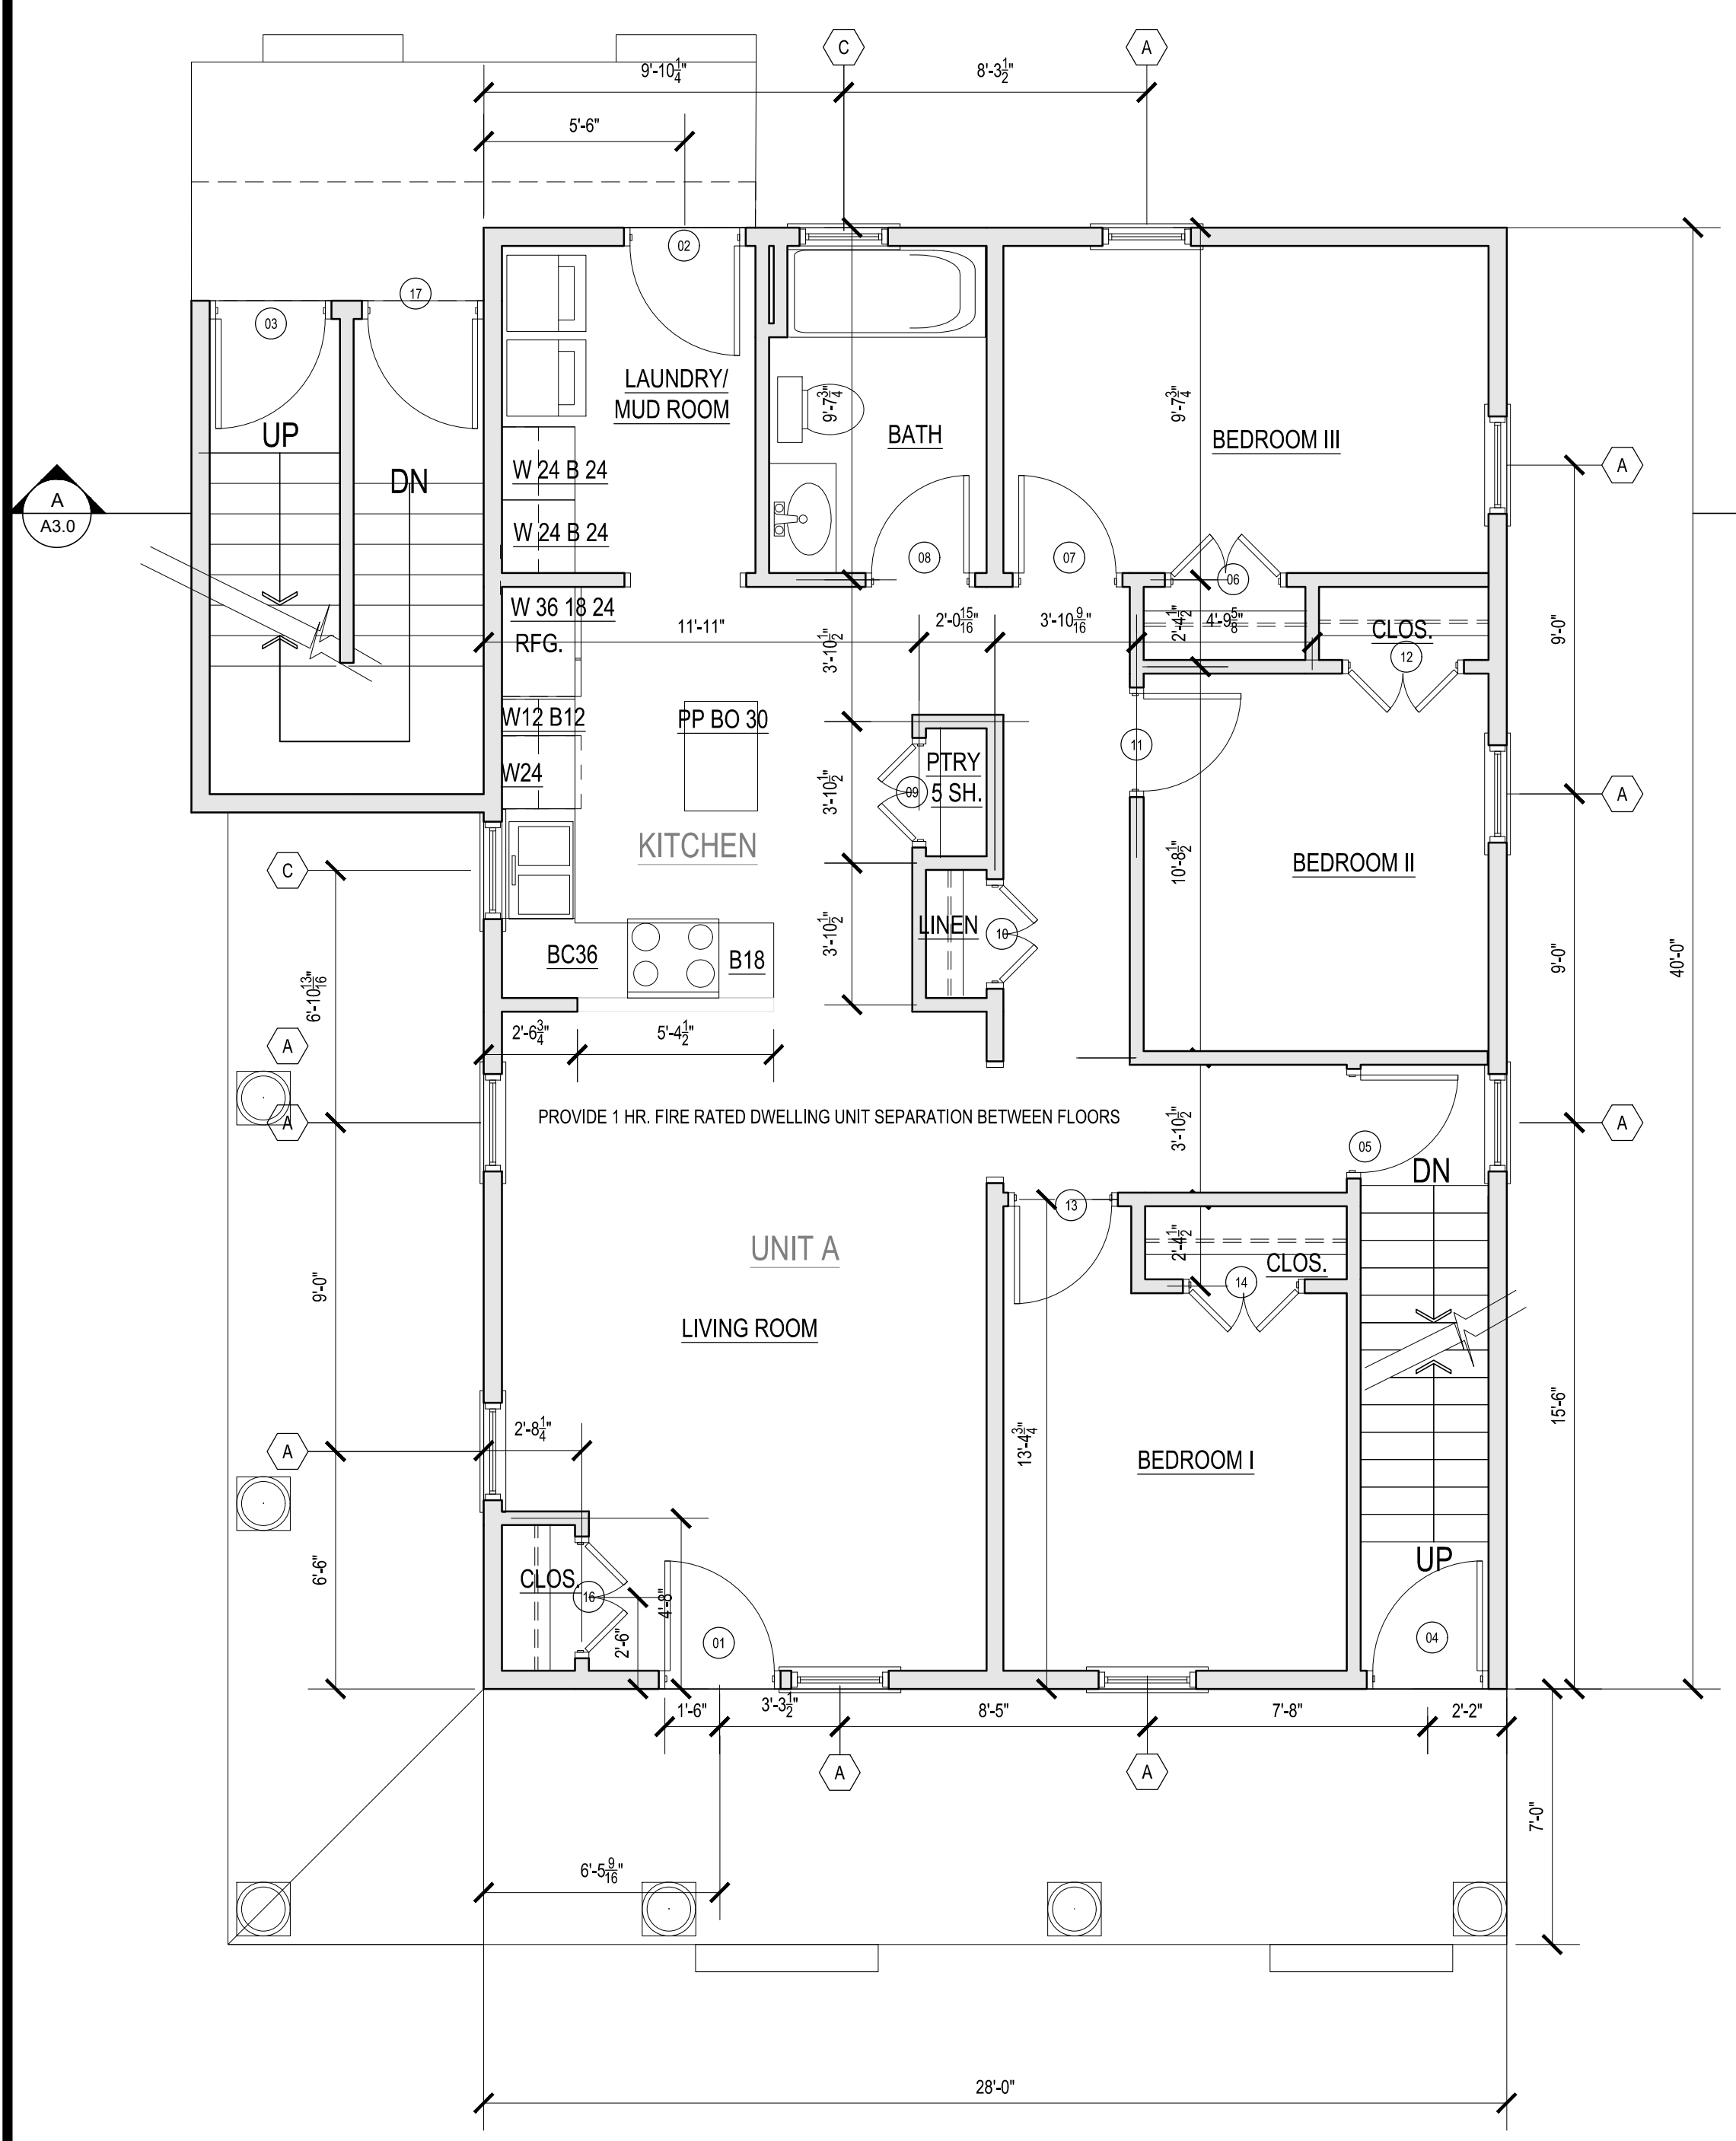 C
A
9'-10 1/4"
8'-3 1/2"
5'-6"
02
17
03
LAUNDRY/
MUD ROOM
9'-7 3/4"
9'-7 3/4"
UP
BATH
BEDROOM III
A
DN
W 24 B 24
A
A3.0
W 24 B 24
08
07
06
W 36 18 24
RFG.
11'-11"
3'-10 1/2"
2'-0 15/16"
3'-10 9/16"
2'-4 1/2"
4'-9 5/8"
CLOS.
12
9'-0"
W12 B12
PP BO 30
11
W24
PTRY
5 SH.
09
3'-10 1/2"
A
KITCHEN
10'-8 1/2"
BEDROOM II
C
LINEN
10
3'-10 1/2"
BC36
B18
9'-0"
40'-0"
6'-10 13/16"
2'-6 3/4"
5'-4 1/2"
A
A
PROVIDE 1 HR. FIRE RATED DWELLING UNIT SEPARATION BETWEEN FLOORS
3'-10 1/2"
05
A
DN
13
UNIT A
2'-4 1/2"
CLOS.
14
9'-0"
LIVING ROOM
15'-6"
A
2'-8 1/4"
13'-4 3/4"
BEDROOM I
6'-6"
CLOS.
16
4'-8"
2'-6"
01
UP
04
1'-6"
3'-3 1/2"
8'-5"
7'-8"
2'-2"
A
A
7'-0"
6'-5 9/16"
28'-0"